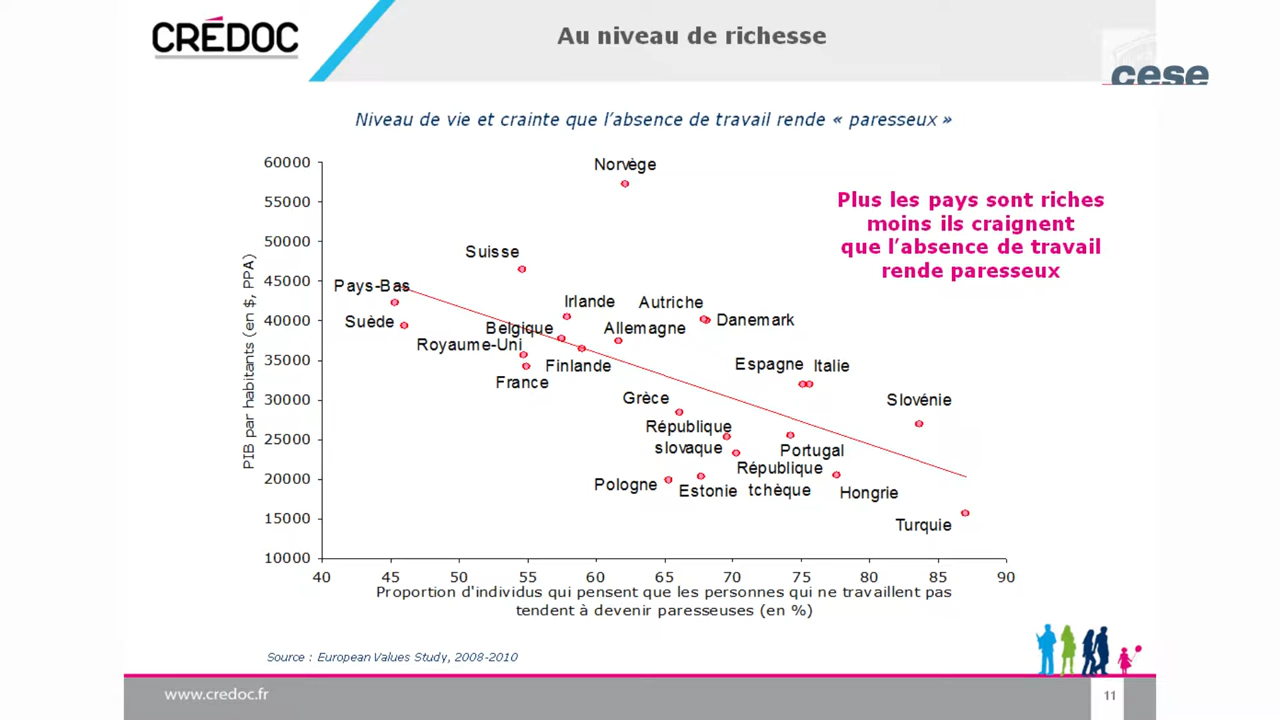 CRÉDOC
Au niveau de richesse
cese
Niveau de vie et crainte que l’absence de travail rende « paresseux »
Plus les pays sont riches
moins ils craignent
que l’absence de travail
rende paresseux
PIB par habitants (en $, PPA)
60000
55000
50000
45000
40000
35000
30000
25000
20000
15000
10000
Norvège
Suisse
Pays-Bas
Irlande
Autriche
Suède
Belgique
Allemagne
Danemark
Royaume-Uni
Finlande
Espagne
Italie
France
Grèce
Slovénie
République
slovaque
Portugal
République
tchèque
Pologne
Estonie
Hongrie
Turquie
40 45 50 55 60 65 70 75 80 85 90
Proportion d'individus qui pensent que les personnes qui ne travaillent pas
tendent à devenir paresseuses (en %)
Source : European Values Study, 2008-2010
www.credoc.fr
11